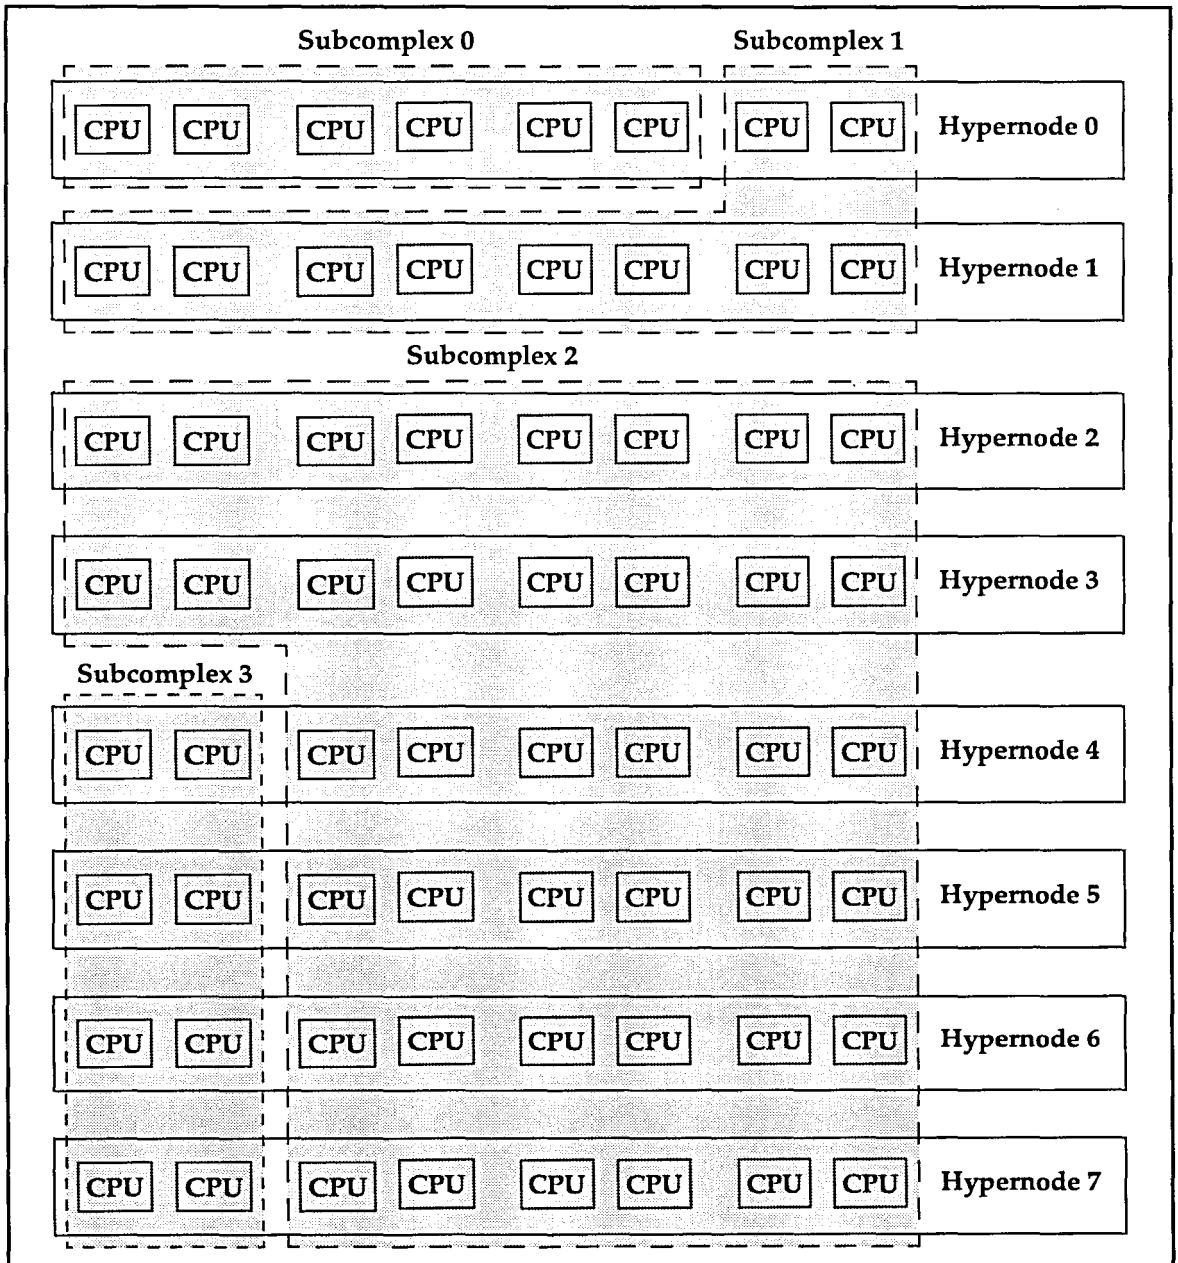 Subcomplex 0 Subcomplex 1
CPU CPU CPU CPU CPU CPU CPU CPU Hypernode 0
CPU CPU CPU CPU CPU CPU CPU CPU Hypernode 1
Subcomplex 2
CPU CPU CPU CPU CPU CPU CPU CPU Hypernode 2
CPU CPU CPU CPU CPU CPU CPU CPU Hypernode 3
Subcomplex 3
CPU CPU CPU CPU CPU CPU CPU CPU Hypernode 4
CPU CPU CPU CPU CPU CPU CPU CPU Hypernode 5
CPU CPU CPU CPU CPU CPU CPU CPU Hypernode 6
CPU CPU CPU CPU CPU CPU CPU CPU Hypernode 7